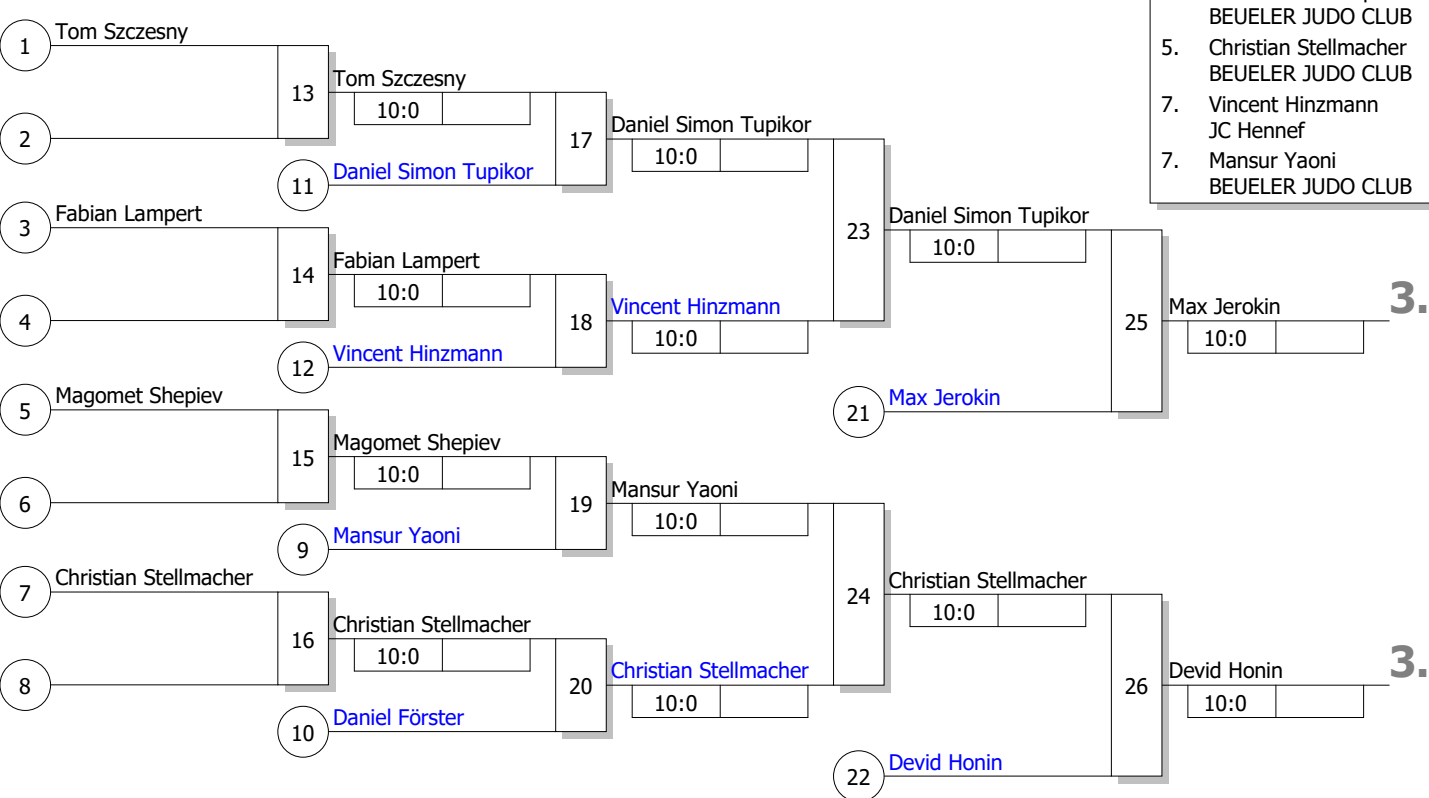 BEUELER JUDO CLUB
5. Christian Stellmacher
BEUELER JUDO CLUB
7. Vincent Hinzmann
JC Hennef
7. Mansur Yaoni
BEUELER JUDO CLUB
1 Tom Szczesny
13 Tom Szczesny
10:0
2
17 Daniel Simon Tupikor
10:0
11 Daniel Simon Tupikor
3 Fabian Lampert
23 Daniel Simon Tupikor
10:0
14 Fabian Lampert
10:0
4
18 Vincent Hinzmann
10:0
12 Vincent Hinzmann
25 Max Jerokin 3.
10:0
5 Magomet Shepiev
21 Max Jerokin
15 Magomet Shepiev
10:0
6
19 Mansur Yaoni
10:0
9 Mansur Yaoni
7 Christian Stellmacher
24 Christian Stellmacher
10:0
16 Christian Stellmacher
10:0
8
20 Christian Stellmacher
10:0
10 Daniel Förster
26 Devid Honin 3.
10:0
22 Devid Honin